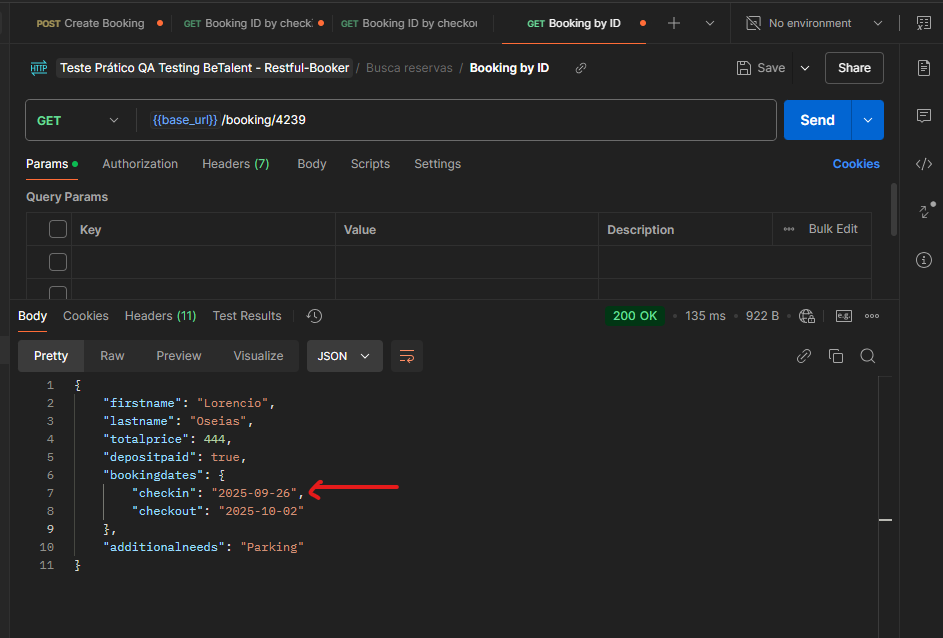 POST Create Booking GET Booking ID by check GET Booking ID by checkou GET Booking by ID No environment
HTTP Teste Prático QA Testing BeTalent - Restful-Booker / Busca reservas / Booking by ID Save Share
GET {{base_url}} /booking/4239 Send
Params Authorization Headers (7) Body Scripts Settings Cookies
Query Params
Key Value Description Bulk Edit
Body Cookies Headers (11) Test Results 200 OK 135 ms 922 B e.g.
Pretty Raw Preview Visualize JSON
1 {
2 "firstname": "Lorencio",
3 "lastname": "Oseias",
4 "totalprice": 444,
5 "depositpaid": true,
6 "bookingdates": {
7 "checkin": "2025-09-26",
8 "checkout": "2025-10-02"
9 },
10 "additionalneeds": "Parking"
11 }